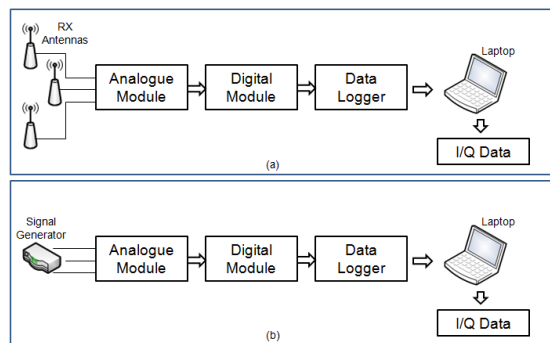 RX
Antennas
Analogue
Module
Digital
Module
Data
Logger
Laptop
I/Q Data
(a)
Signal
Generator
Analogue
Module
Digital
Module
Data
Logger
Laptop
I/Q Data
(b)